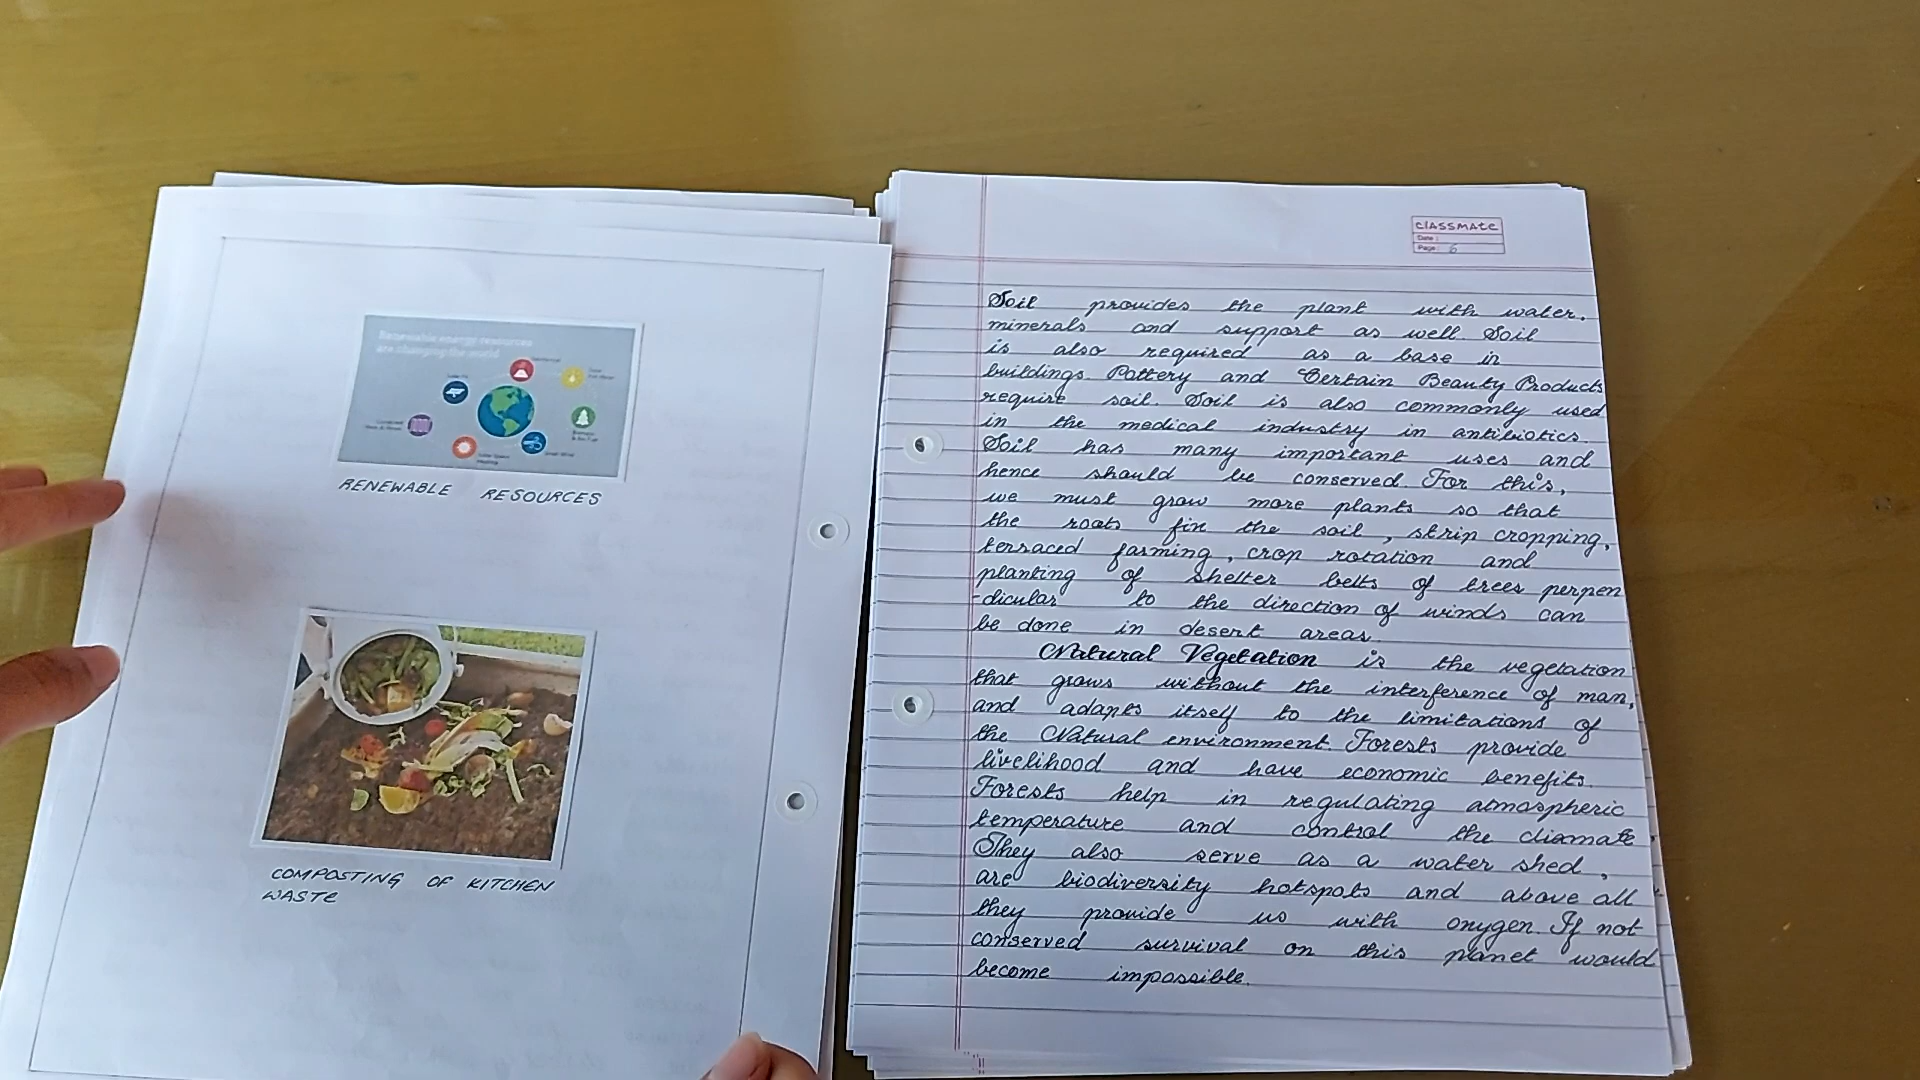 Renewable energy resources
are changing the world
RENEWABLE RESOURCES
COMPOSTING OF KITCHEN
WASTE
classmate
Date :
Page : 6
Soil provides the plant with water,
minerals and support as well. Soil
is also required as a base in
buildings. Pottery and Certain Beauty Products
require soil. Soil is also commonly used
in the medical industry in antibiotics.
Soil has many important uses and
hence should be conserved. For this,
we must grow more plants so that
the roots fix the soil, strip cropping,
terraced farming, crop rotation and
planting of shelter belts of trees perpen
-dicular to the direction of winds can
be done in desert areas.
Natural Vegetation is the vegetation
that grows without the interference of man,
and adapts itself to the limitations of
the Natural environment. Forests provide
livelihood and have economic benefits.
Forests help in regulating atmospheric
temperature and control the climate.
They also serve as a water shed,
are biodiversity hotspots and above all
they provide us with oxygen. If not
conserved survival on this planet would
become impossible.